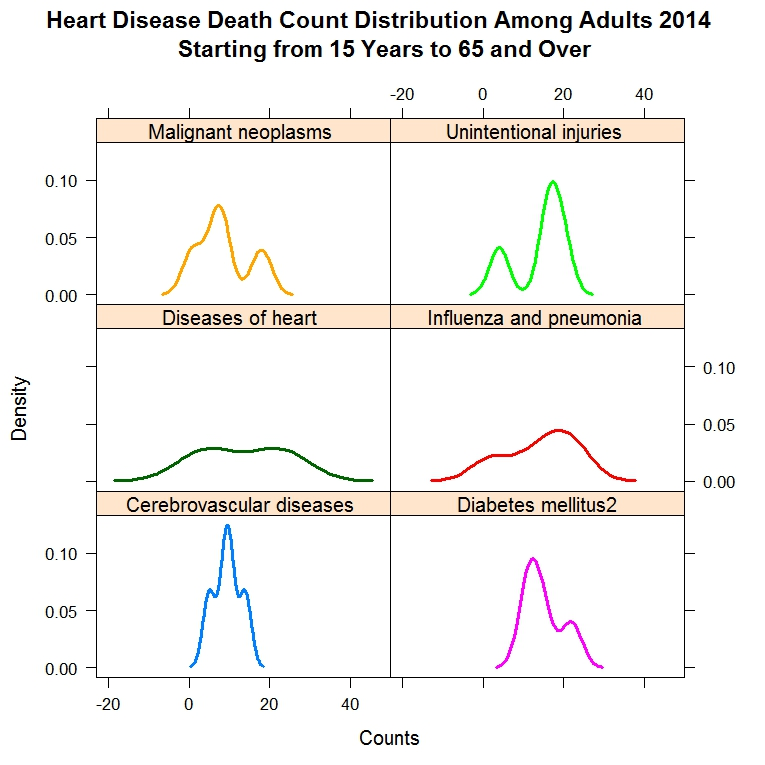 Heart Disease Death Count Distribution Among Adults 2014
Starting from 15 Years to 65 and Over
-20 0 20 40
Malignant neoplasms Unintentional injuries
0.10
0.05
0.00
Diseases of heart Influenza and pneumonia
0.10
0.05
0.00
Density
Cerebrovascular diseases Diabetes mellitus2
0.10
0.05
0.00
-20 0 20 40
Counts